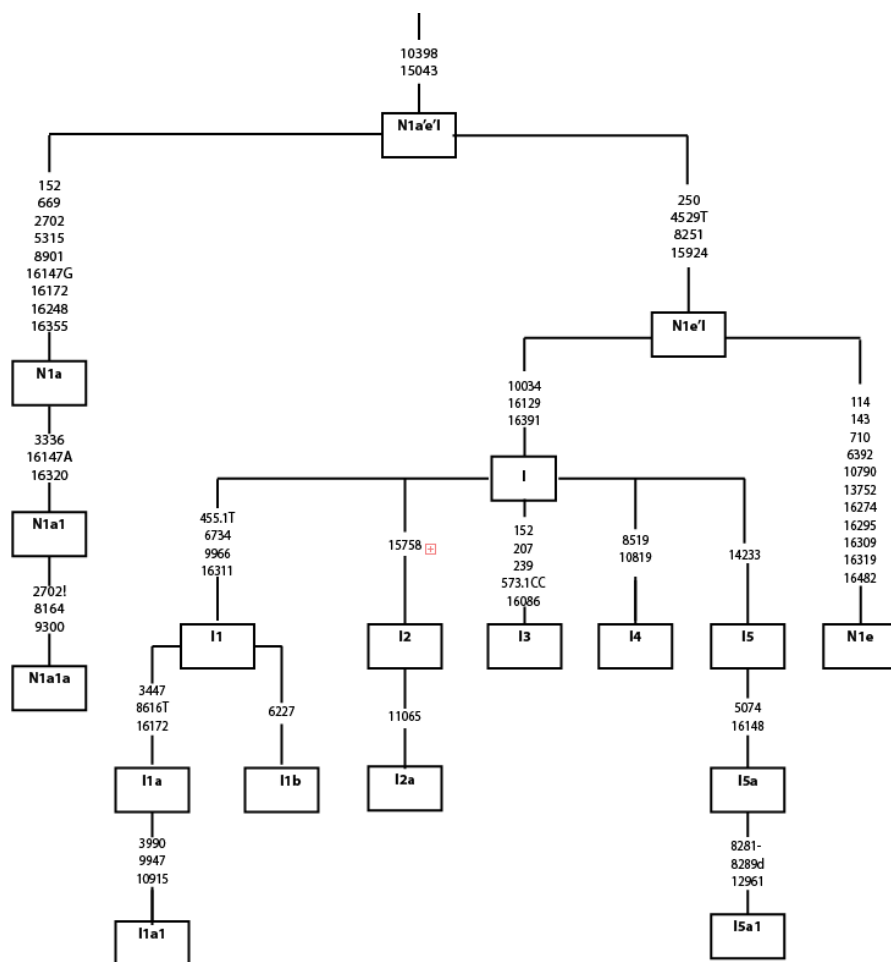 10398
15043
N1a'e'I
152
669
2702
5315
8901
16147G
16172
16248
16355
250
4529T
8251
15924
N1e'I
N1a
10034
16129
16391
114
143
710
6392
10790
13752
16274
16295
16309
16319
16482
3336
16147A
16320
I
N1a1
455.1T
6734
9966
16311
15758
152
207
239
573.1CC
16086
8519
10819
14233
2702!
8164
9300
I1
I2
I3
I4
I5
N1e
N1a1a
3447
8616T
16172
6227
11065
5074
16148
I1a
I1b
I2a
I5a
3990
9947
10915
8281-
8289d
12961
I1a1
I5a1